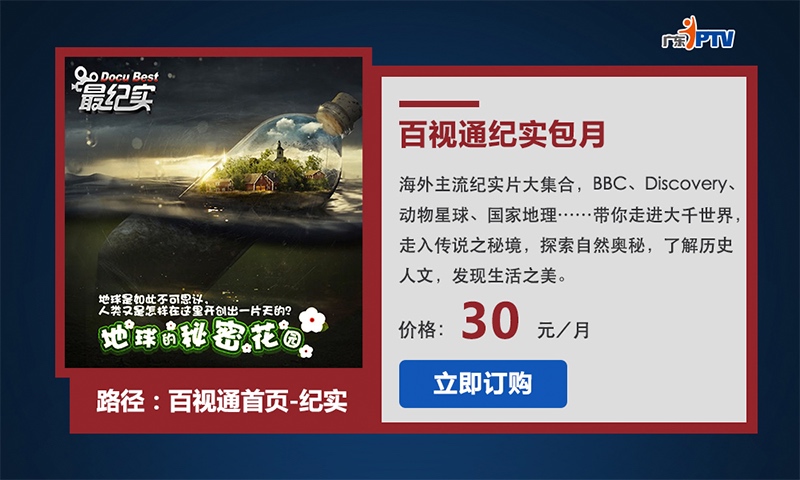 广东IPTV
Docu Best
最纪实
地球是如此不可思议，
人类又是怎样在这里开创出一片天的？
地球的秘密花园
路径：百视通首页-纪实
百视通纪实包月
海外主流纪实片大集合，BBC、Discovery、
动物星球、国家地理……带你走进大千世界，
走入传说之秘境，探索自然奥秘，了解历史
人文，发现生活之美。
价格：30 元／月
立即订购